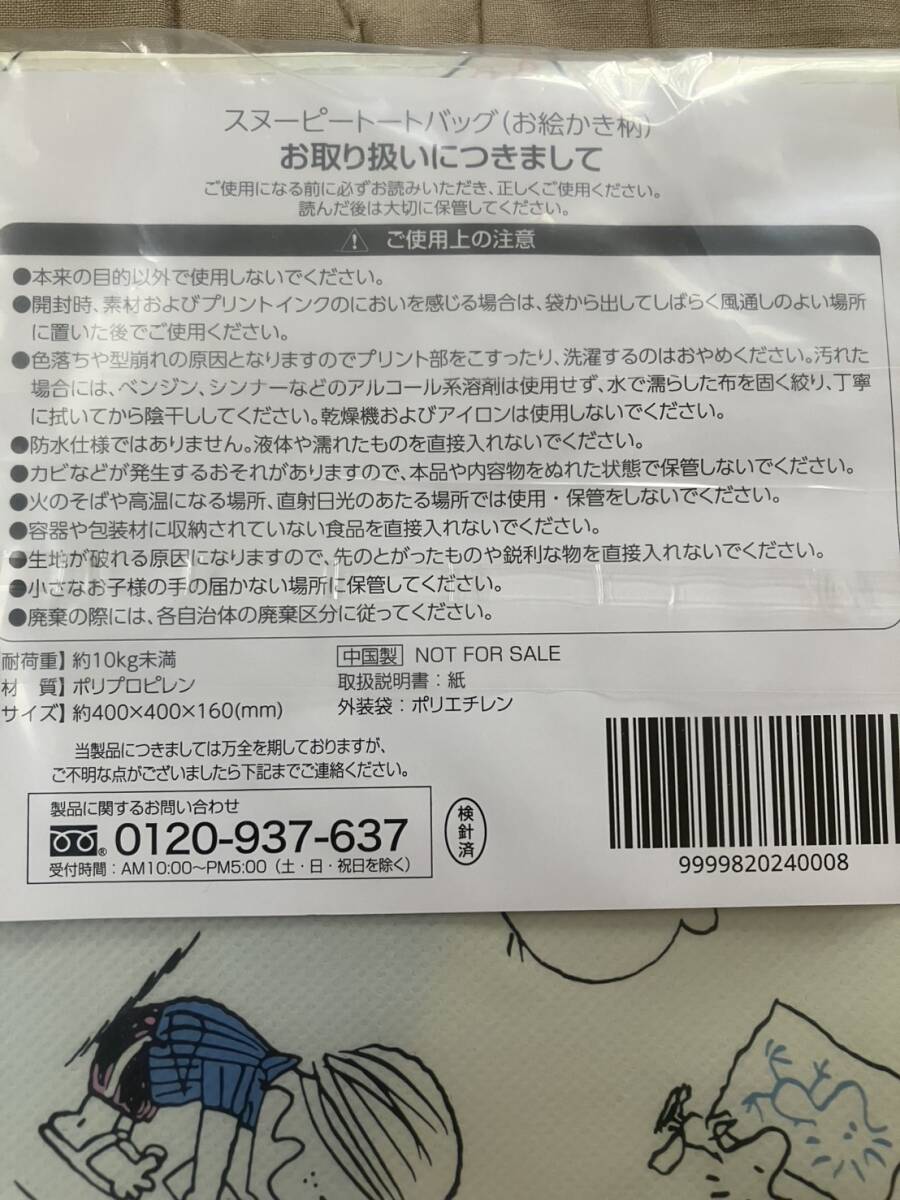 スヌーピートートバッグ(お絵かき柄)
お取り扱いにつきまして
ご使用になる前に必ずお読みいただき、正しくご使用ください。
読んだ後は大切に保管してください。
ご使用上の注意
●本来の目的以外で使用しないでください。
●開封時、素材およびプリントインクのにおいを感じる場合は、袋から出してしばらく風通しのよい場所
に置いた後でご使用ください。
●色落ちや型崩れの原因となりますのでプリント部をこすったり、洗濯するのはおやめください。汚れた
場合には、ベンジン、シンナーなどのアルコール系溶剤は使用せず、水で濡らした布を固く絞り、丁寧
に拭いてから陰干ししてください。乾燥機およびアイロンは使用しないでください。
●防水仕様ではありません。液体や濡れたものを直接入れないでください。
●カビなどが発生するおそれがありますので、本品や内容物をぬれた状態で保管しないでください。
●火のそばや高温になる場所、直射日光のあたる場所では使用・保管をしないでください。
●容器や包装材に収納されていない食品を直接入れないでください。
●生地が破れる原因になりますので、先のとがったものや鋭利な物を直接入れないでください。
●小さなお子様の手の届かない場所に保管してください。
●廃棄の際には、各自治体の廃棄区分に従ってください。
耐荷重】約10kg未満
材 質】ポリプロピレン
サイズ】約400×400×160(mm)
中国製 NOT FOR SALE
取扱説明書：紙
外装袋：ポリエチレン
当製品につきましては万全を期しておりますが、
ご不明な点がございましたら下記までご連絡ください。
製品に関するお問い合わせ
0120-937-637
受付時間：AM10:00～PM5:00（土・日・祝日を除く）
検針済
9999820240008